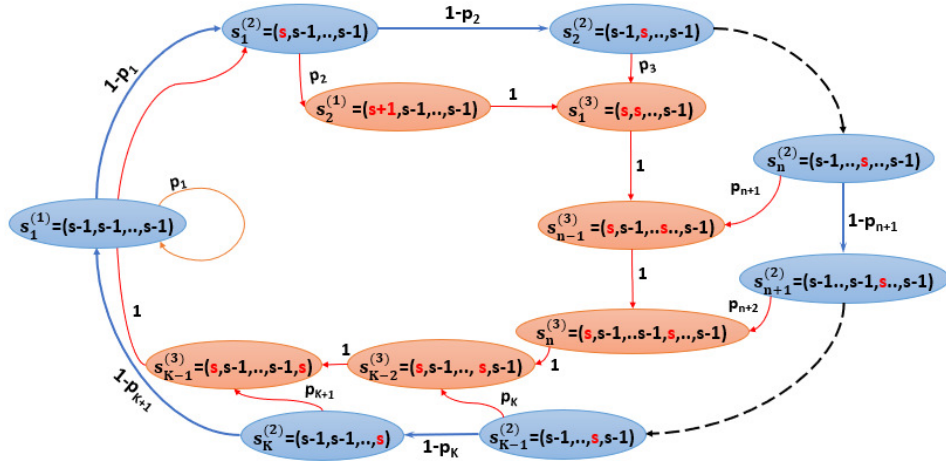 1-p₂
s₁⁽²⁾=(s,s-1,..,s-1)
s₂⁽²⁾=(s-1,s,..,s-1)
1-p₁
p₂
p₃
s₂⁽¹⁾=(s+1,s-1,..,s-1)
1
s₁⁽³⁾=(s,s,..,s-1)
1
sₙ⁽²⁾=(s-1,..,s,..,s-1)
p₁
pₙ₊₁
s₁⁽¹⁾=(s-1,s-1,..,s-1)
sₙ₋₁⁽³⁾=(s,s-1,..s..,s-1)
1-pₙ₊₁
1
1
sₙ₊₁⁽²⁾=(s-1..,s-1,s..,s-1)
pₙ₊₂
sₙ⁽³⁾=(s,s-1,..s-1,s,..,s-1)
1
1
s_{K-1}⁽³⁾=(s,s-1,..,s-1,s)
s_{K-2}⁽³⁾=(s,s-1,.., s,s-1)
1-p_{K+1}
p_{K+1}
p_K
s_K⁽²⁾=(s-1,s-1,..,s)
1-p_K
s_{K-1}⁽²⁾=(s-1,..,s,s-1)